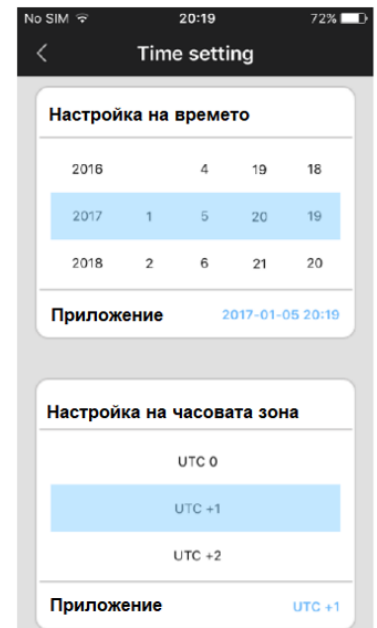 No SIM 20:19 72%
< Time setting
Настройка на времето
2016 4 19 18
2017 1 5 20 19
2018 2 6 21 20
Приложение 2017-01-05 20:19
Настройка на часовата зона
UTC 0
UTC +1
UTC +2
Приложение UTC +1